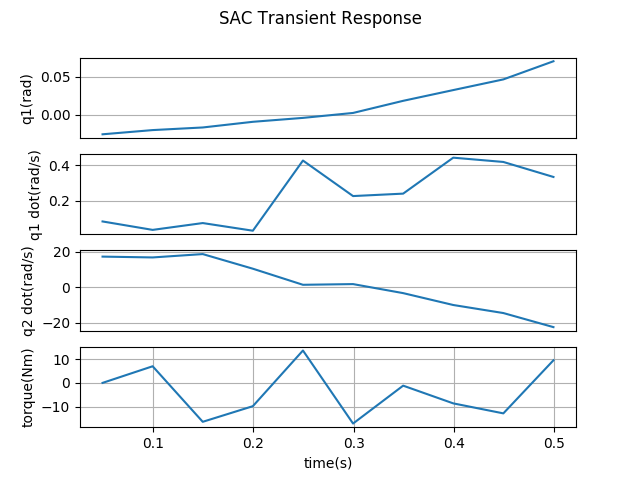 SAC Transient Response
q1(rad)
0.05
0.00
q1 dot(rad/s)
0.4
0.2
q2 dot(rad/s)
20
0
−20
torque(Nm)
10
0
−10
0.1 0.2 0.3 0.4 0.5
time(s)